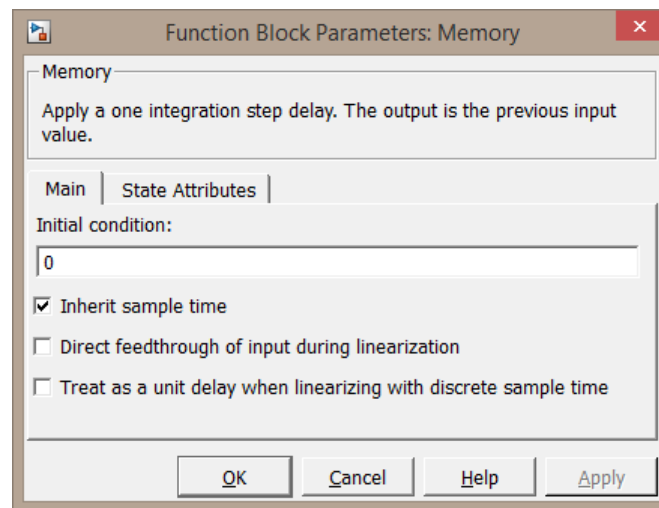 Function Block Parameters: Memory
Memory
Apply a one integration step delay. The output is the previous input
value.
Main
State Attributes
Initial condition:
0
Inherit sample time
Direct feedthrough of input during linearization
Treat as a unit delay when linearizing with discrete sample time
OK
Cancel
Help
Apply